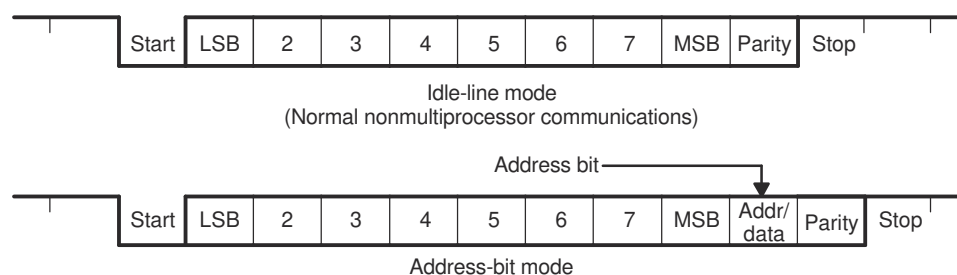 Start LSB 2 3 4 5 6 7 MSB Parity Stop
Idle-line mode
(Normal nonmultiprocessor communications)
Address bit
Start LSB 2 3 4 5 6 7 MSB Addr/
data Parity Stop
Address-bit mode